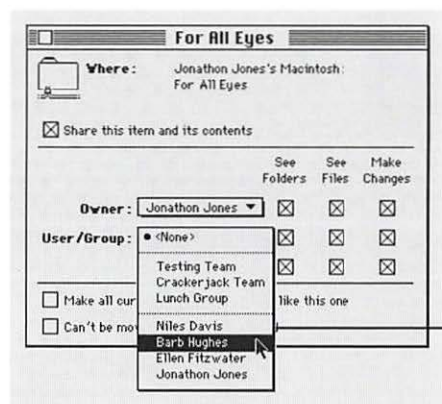 For All Eyes
Where: Jonathon Jones's Macintosh:
For All Eyes
Share this item and its contents
See Folders See Files Make Changes
Owner: Jonathon Jones
User/Group: <None>
Testing Team
Crackerjack Team
Lunch Group
Make all cur like this one
Niles Davis
Can't be mo
Barb Hughes
Ellen Fitzwater
Jonathon Jones